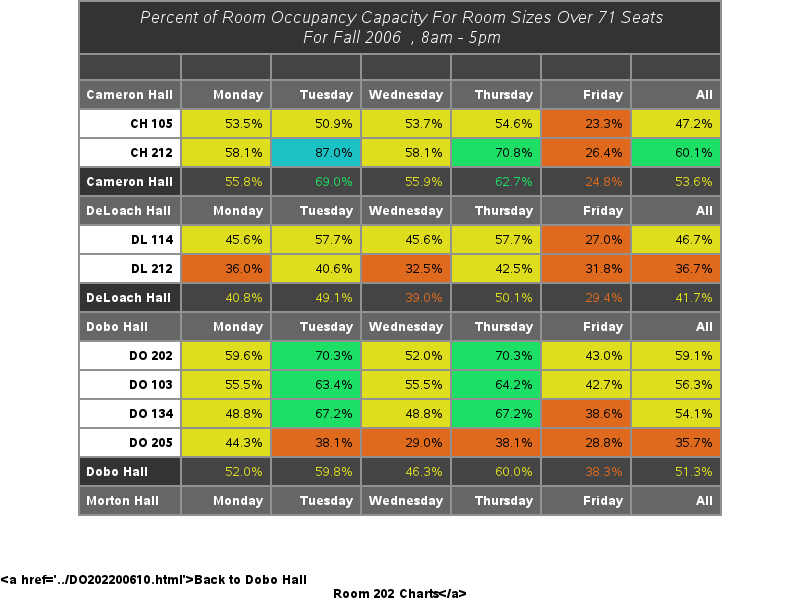 Percent of Room Occupancy Capacity For Room Sizes Over 71 Seats
For Fall 2006 , 8am - 5pm
Cameron Hall Monday Tuesday Wednesday Thursday Friday All
CH 105 53.5% 50.9% 53.7% 54.6% 23.3% 47.2%
CH 212 58.1% 87.0% 58.1% 70.8% 26.4% 60.1%
Cameron Hall 55.8% 69.0% 55.9% 62.7% 24.8% 53.6%
DeLoach Hall Monday Tuesday Wednesday Thursday Friday All
DL 114 45.6% 57.7% 45.6% 57.7% 27.0% 46.7%
DL 212 36.0% 40.6% 32.5% 42.5% 31.8% 36.7%
DeLoach Hall 40.8% 49.1% 39.0% 50.1% 29.4% 41.7%
Dobo Hall Monday Tuesday Wednesday Thursday Friday All
DO 202 59.6% 70.3% 52.0% 70.3% 43.0% 59.1%
DO 103 55.5% 63.4% 55.5% 64.2% 42.7% 56.3%
DO 134 48.8% 67.2% 48.8% 67.2% 38.6% 54.1%
DO 205 44.3% 38.1% 29.0% 38.1% 28.8% 35.7%
Dobo Hall 52.0% 59.8% 46.3% 60.0% 38.3% 51.3%
Morton Hall Monday Tuesday Wednesday Thursday Friday All
<a href='../DO202200610.html'>Back to Dobo Hall
Room 202 Charts</a>